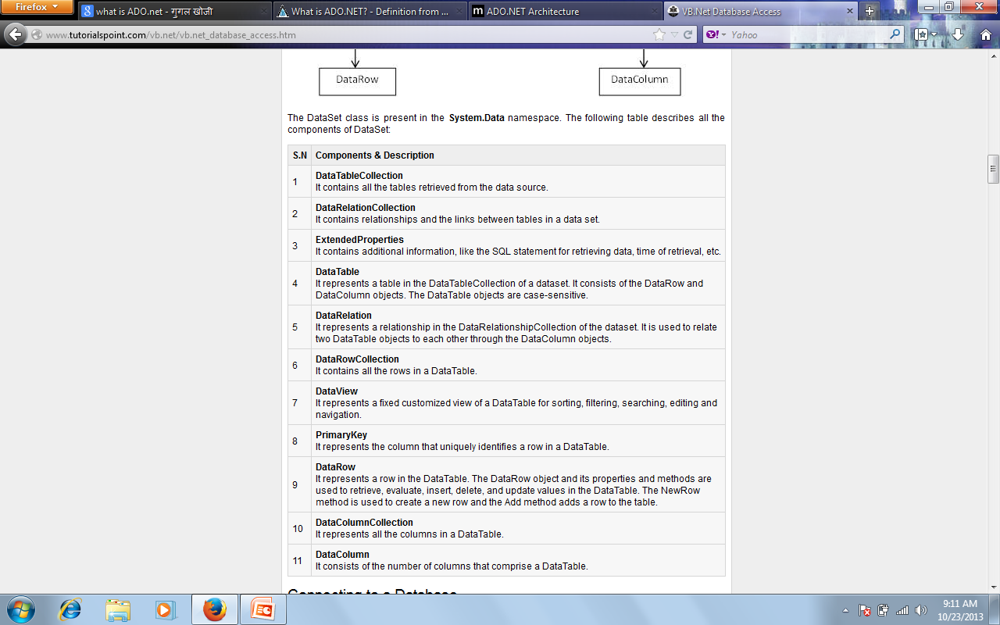 Firefox
what is ADO.net - गुगल खोजी
What is ADO.NET? - Definition from ...
m ADO.NET Architecture
VB.Net Database Access
www.tutorialspoint.com/vb.net/vb.net_database_access.htm
Yahoo
DataRow
DataColumn
The DataSet class is present in the System.Data namespace. The following table describes all the
components of DataSet:
S.N Components & Description
1 DataTableCollection
It contains all the tables retrieved from the data source.
2 DataRelationCollection
It contains relationships and the links between tables in a data set.
3 ExtendedProperties
It contains additional information, like the SQL statement for retrieving data, time of retrieval, etc.
4 DataTable
It represents a table in the DataTableCollection of a dataset. It consists of the DataRow and
DataColumn objects. The DataTable objects are case-sensitive.
5 DataRelation
It represents a relationship in the DataRelationshipCollection of the dataset. It is used to relate
two DataTable objects to each other through the DataColumn objects.
6 DataRowCollection
It contains all the rows in a DataTable.
7 DataView
It represents a fixed customized view of a DataTable for sorting, filtering, searching, editing and
navigation.
8 PrimaryKey
It represents the column that uniquely identifies a row in a DataTable.
9 DataRow
It represents a row in the DataTable. The DataRow object and its properties and methods are
used to retrieve, evaluate, insert, delete, and update values in the DataTable. The NewRow
method is used to create a new row and the Add method adds a row to the table.
10 DataColumnCollection
It represents all the columns in a DataTable.
11 DataColumn
It consists of the number of columns that comprise a DataTable.
Connecting to a Database
9:11 AM
10/23/2013